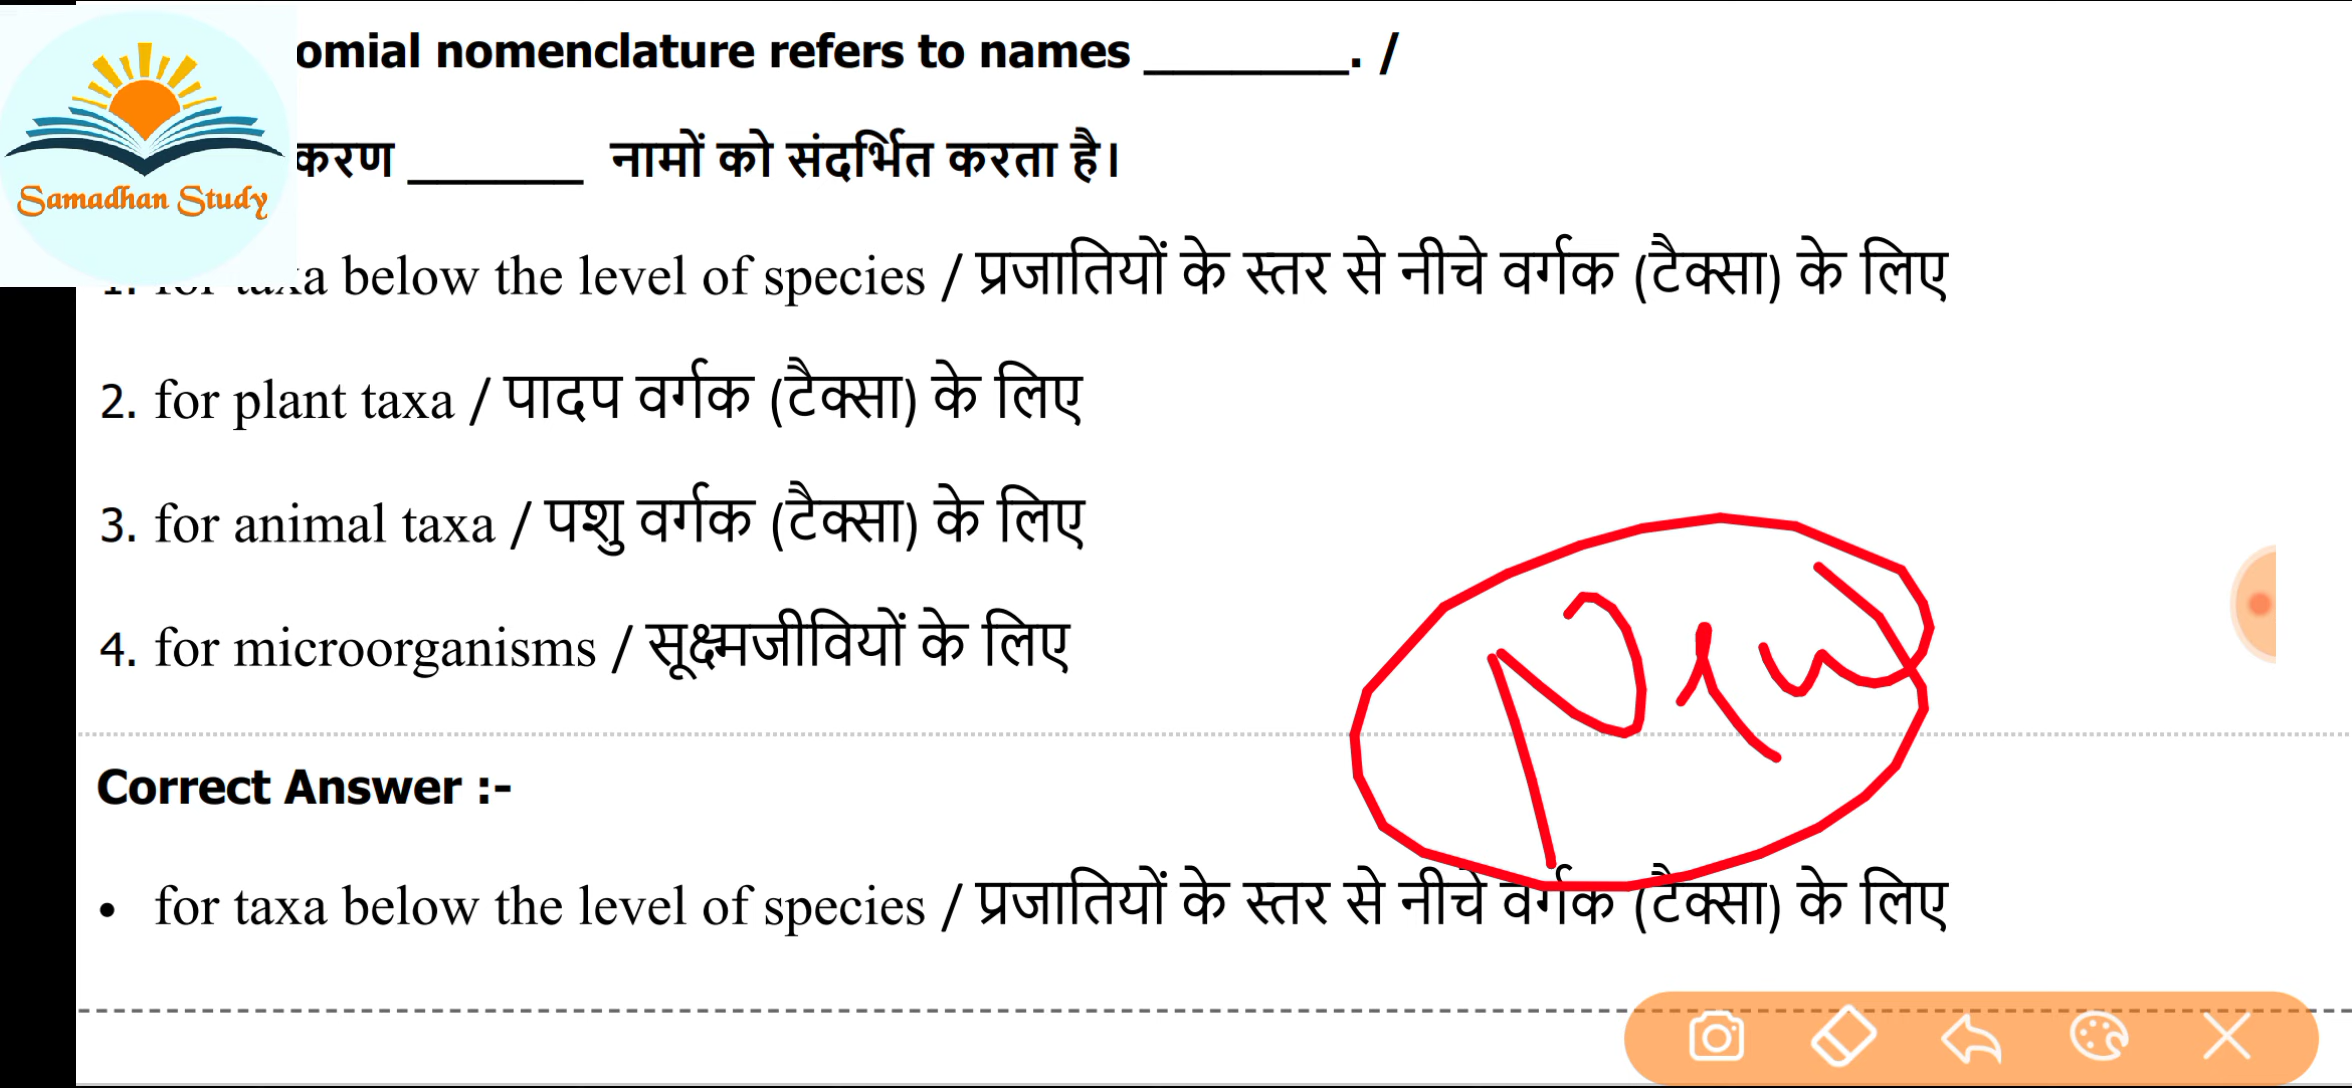 omial nomenclature refers to names ________. /
Samadhan Study
करण _______ नामों को संदर्भित करता है।
below the level of species / प्रजातियों के स्तर से नीचे वर्गक (टैक्सा) के लिए
2. for plant taxa / पादप वर्गक (टैक्सा) के लिए
3. for animal taxa / पशु वर्गक (टैक्सा) के लिए
4. for microorganisms / सूक्ष्मजीवियों के लिए
Correct Answer :-
• for taxa below the level of species / प्रजातियों के स्तर से नीचे वर्गक (टैक्सा) के लिए